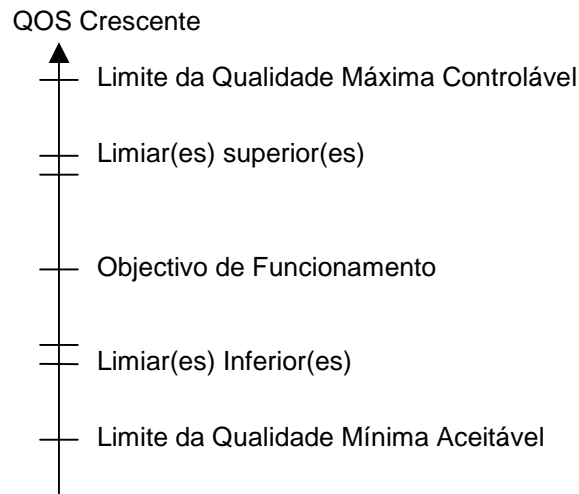 QOS Crescente
Limite da Qualidade Máxima Controlável
Limiar(es) superior(es)
Objectivo de Funcionamento
Limiar(es) Inferior(es)
Limite da Qualidade Mínima Aceitável